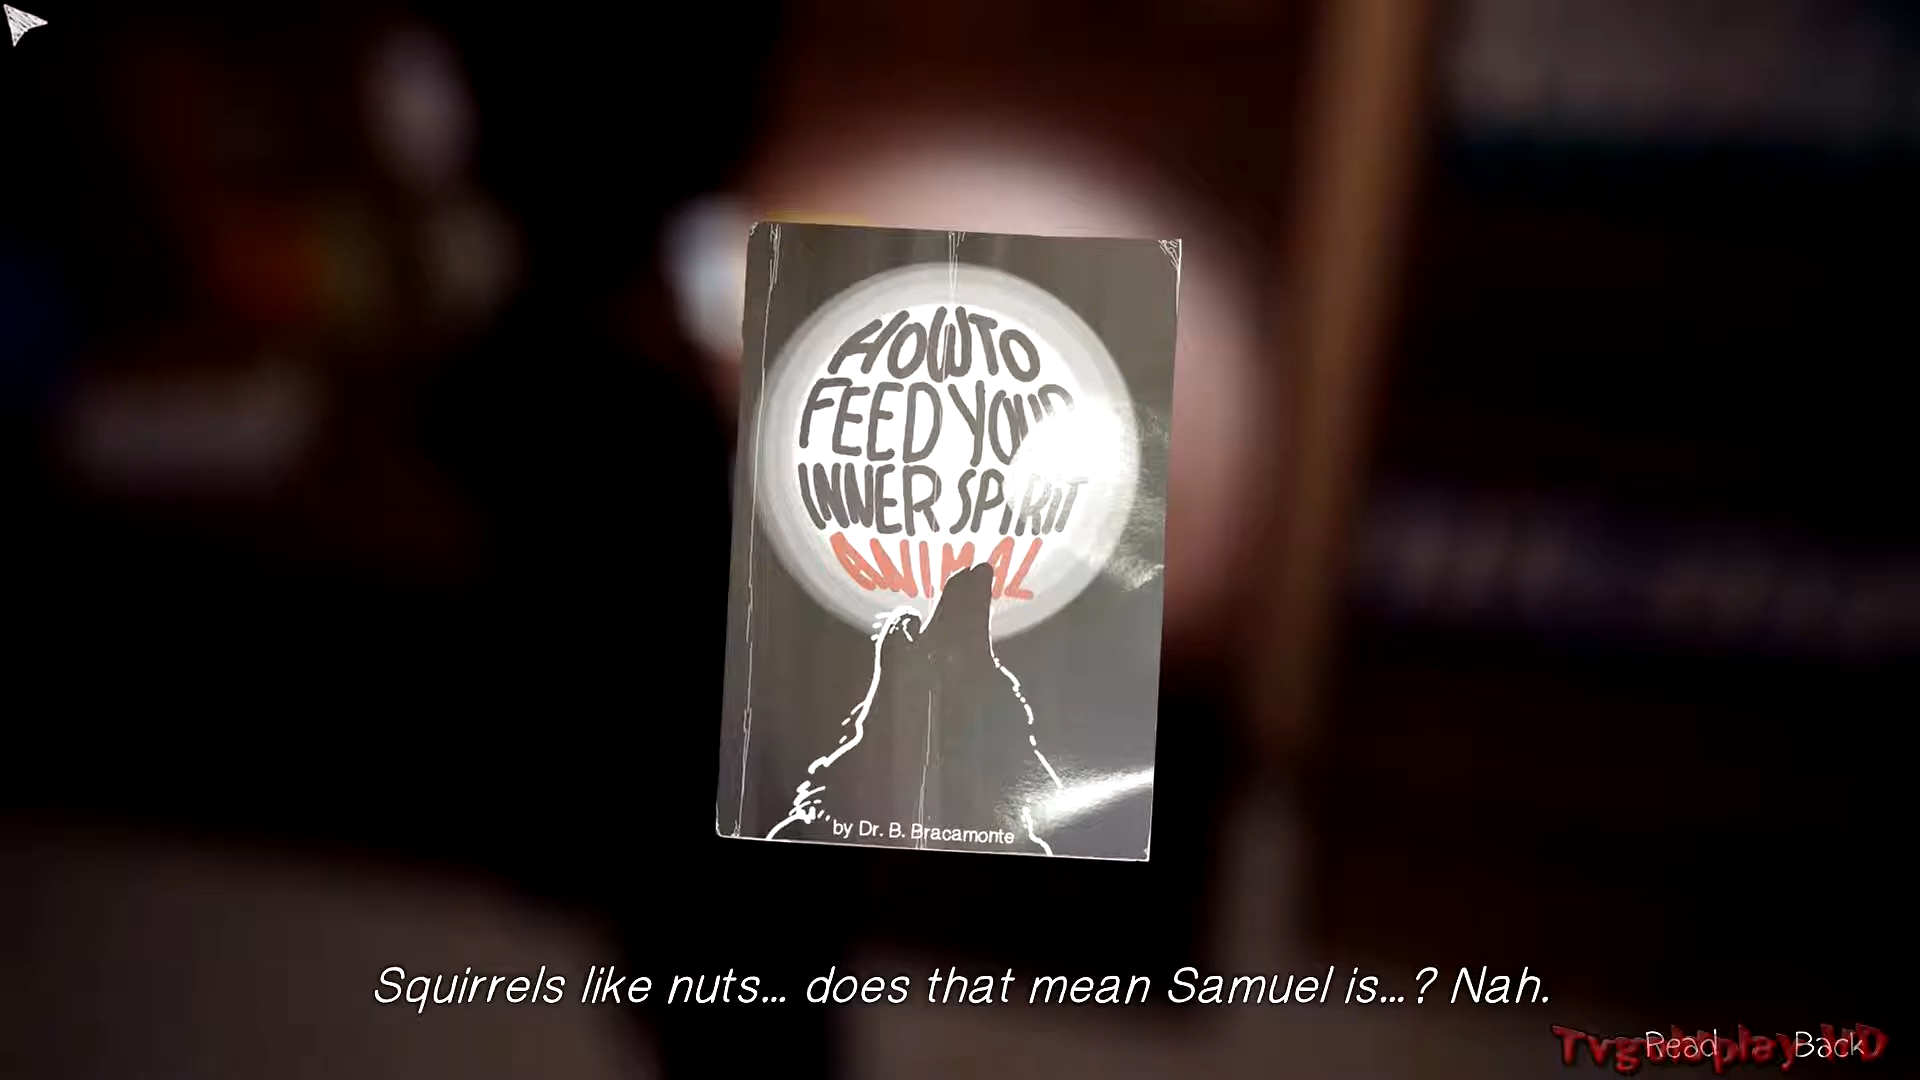 HOW TO
FEED YOUR
INNER SPIRIT
ANIMAL
by Dr. B. Bracamonte
Squirrels like nuts... does that mean Samuel is...? Nah.
Read
Back